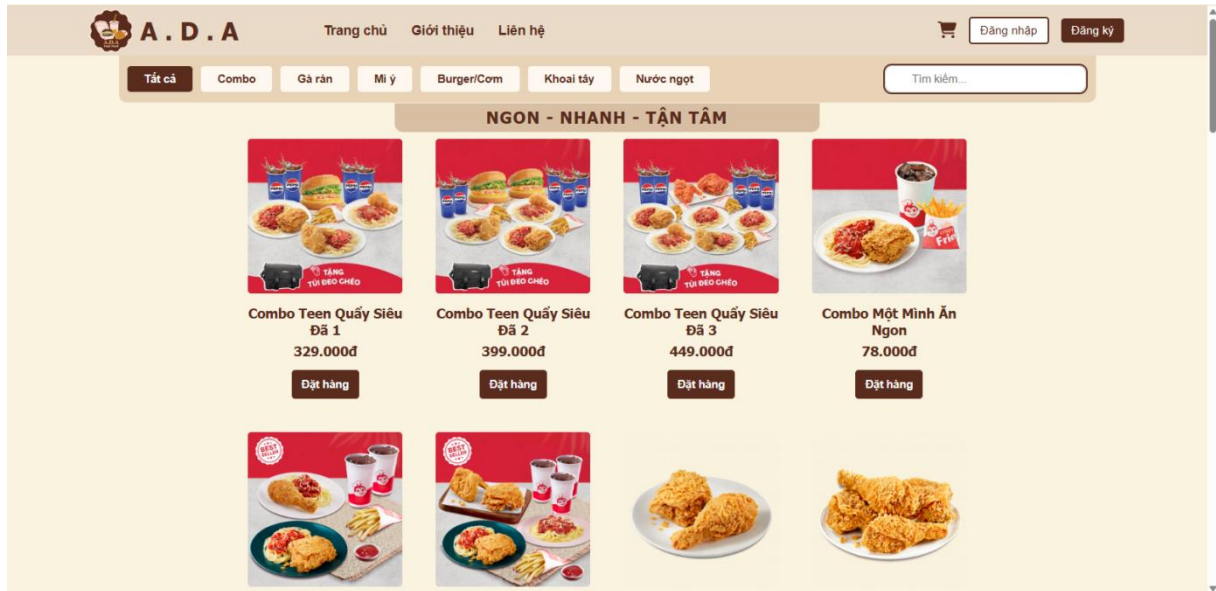 A.D.A
Trang chủ
Giới thiệu
Liên hệ
Đăng nhập
Đăng ký
Tất cả
Combo
Gà rán
Mì ý
Burger/Cơm
Khoai tây
Nước ngọt
Tìm kiếm...
NGON - NHANH - TẬN TÂM
TẶNG
TÚI ĐEO CHÉO
TẶNG
TÚI ĐEO CHÉO
TẶNG
TÚI ĐEO CHÉO
Combo Teen Quẩy Siêu
Đã 1
329.000đ
Đặt hàng
Combo Teen Quẩy Siêu
Đã 2
399.000đ
Đặt hàng
Combo Teen Quẩy Siêu
Đã 3
449.000đ
Đặt hàng
Combo Một Mình Ăn
Ngon
78.000đ
Đặt hàng
BEST
SELLER
BEST
SELLER